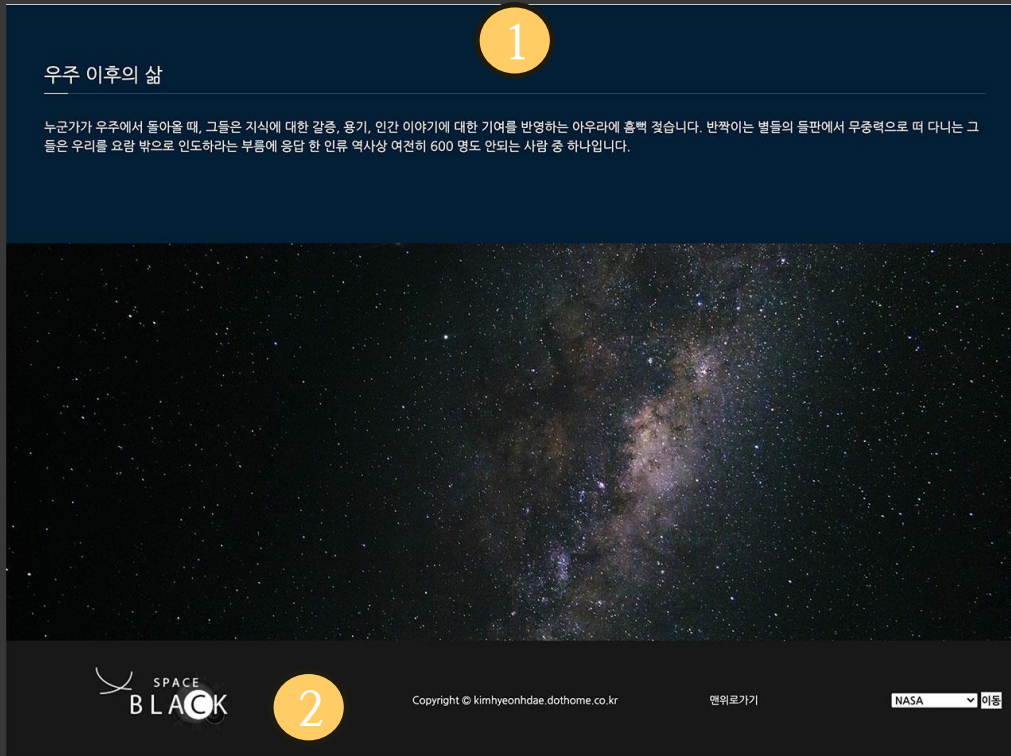 1
우주 이후의 삶
누군가가 우주에서 돌아올 때, 그들은 지식에 대한 갈증, 용기, 인간 이야기에 대한 기여를 반영하는 아우라에 흠뻑 젖습니다. 반짝이는 별들의 들판에서 무중력으로 떠 다니는 그
들은 우리를 요람 밖으로 인도하라는 부름에 응답 한 인류 역사상 여전히 600 명도 안되는 사람 중 하나입니다.
SPACE
BLACK
2
Copyright © kimhyeonhdae.dothome.co.kr
맨위로가기
NASA
이동